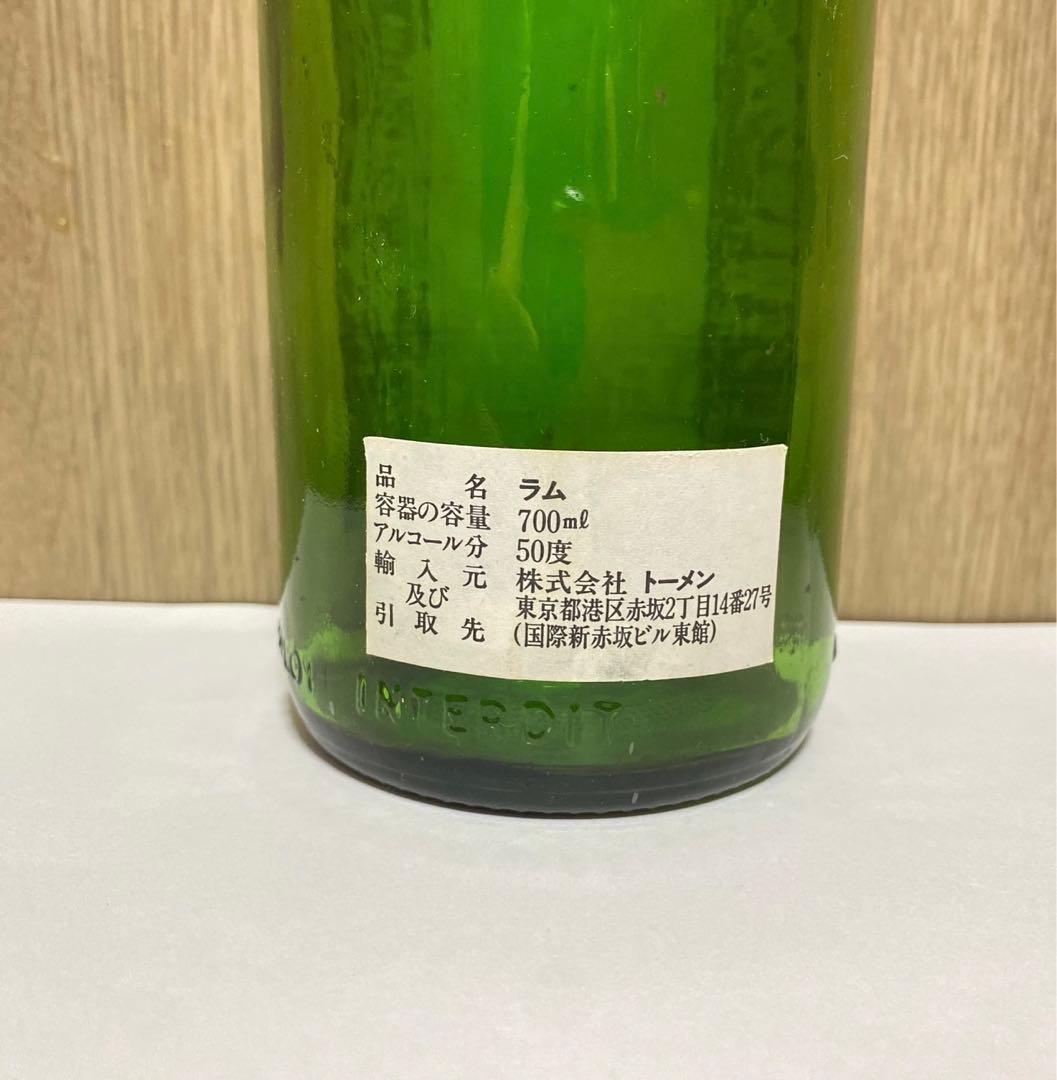 品名 ラム
容器の容量 700ml
アルコール分 50度
輸入元 株式会社 トーメン
及び 東京都港区赤坂2丁目14番27号
引取先 (国際新赤坂ビル東館)
INTERDIT